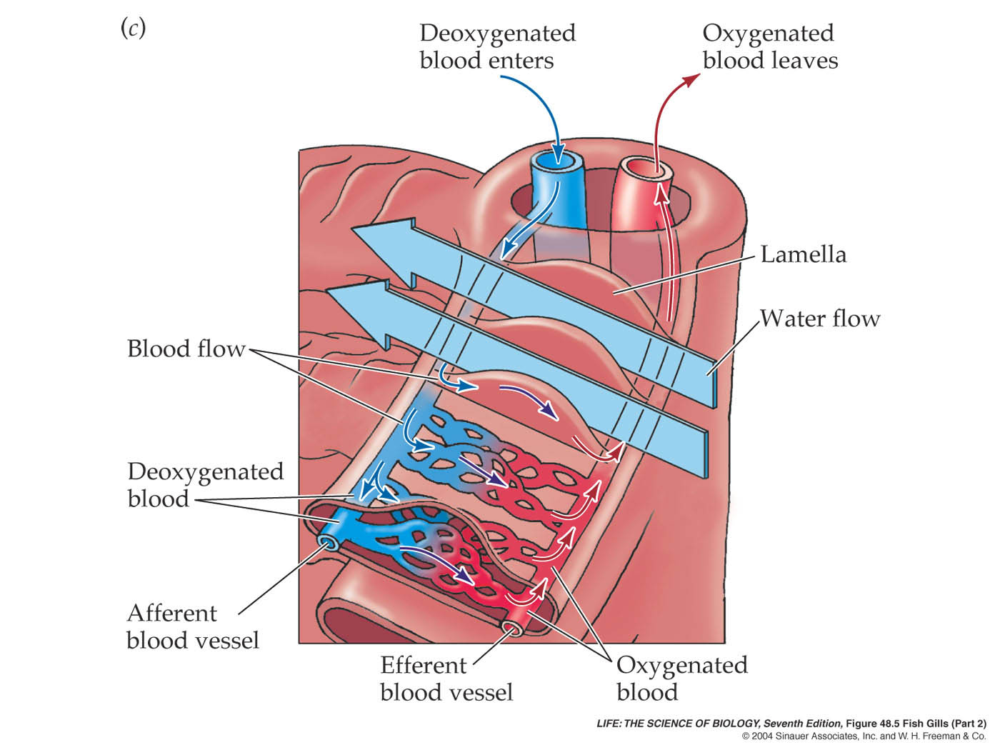 (c)
Deoxygenated
blood enters
Oxygenated
blood leaves
Lamella
Water flow
Blood flow
Deoxygenated
blood
Afferent
blood vessel
Efferent
blood vessel
Oxygenated
blood
LIFE: THE SCIENCE OF BIOLOGY, Seventh Edition, Figure 48.5 Fish Gills (Part 2)
© 2004 Sinauer Associates, Inc. and W. H. Freeman & Co.